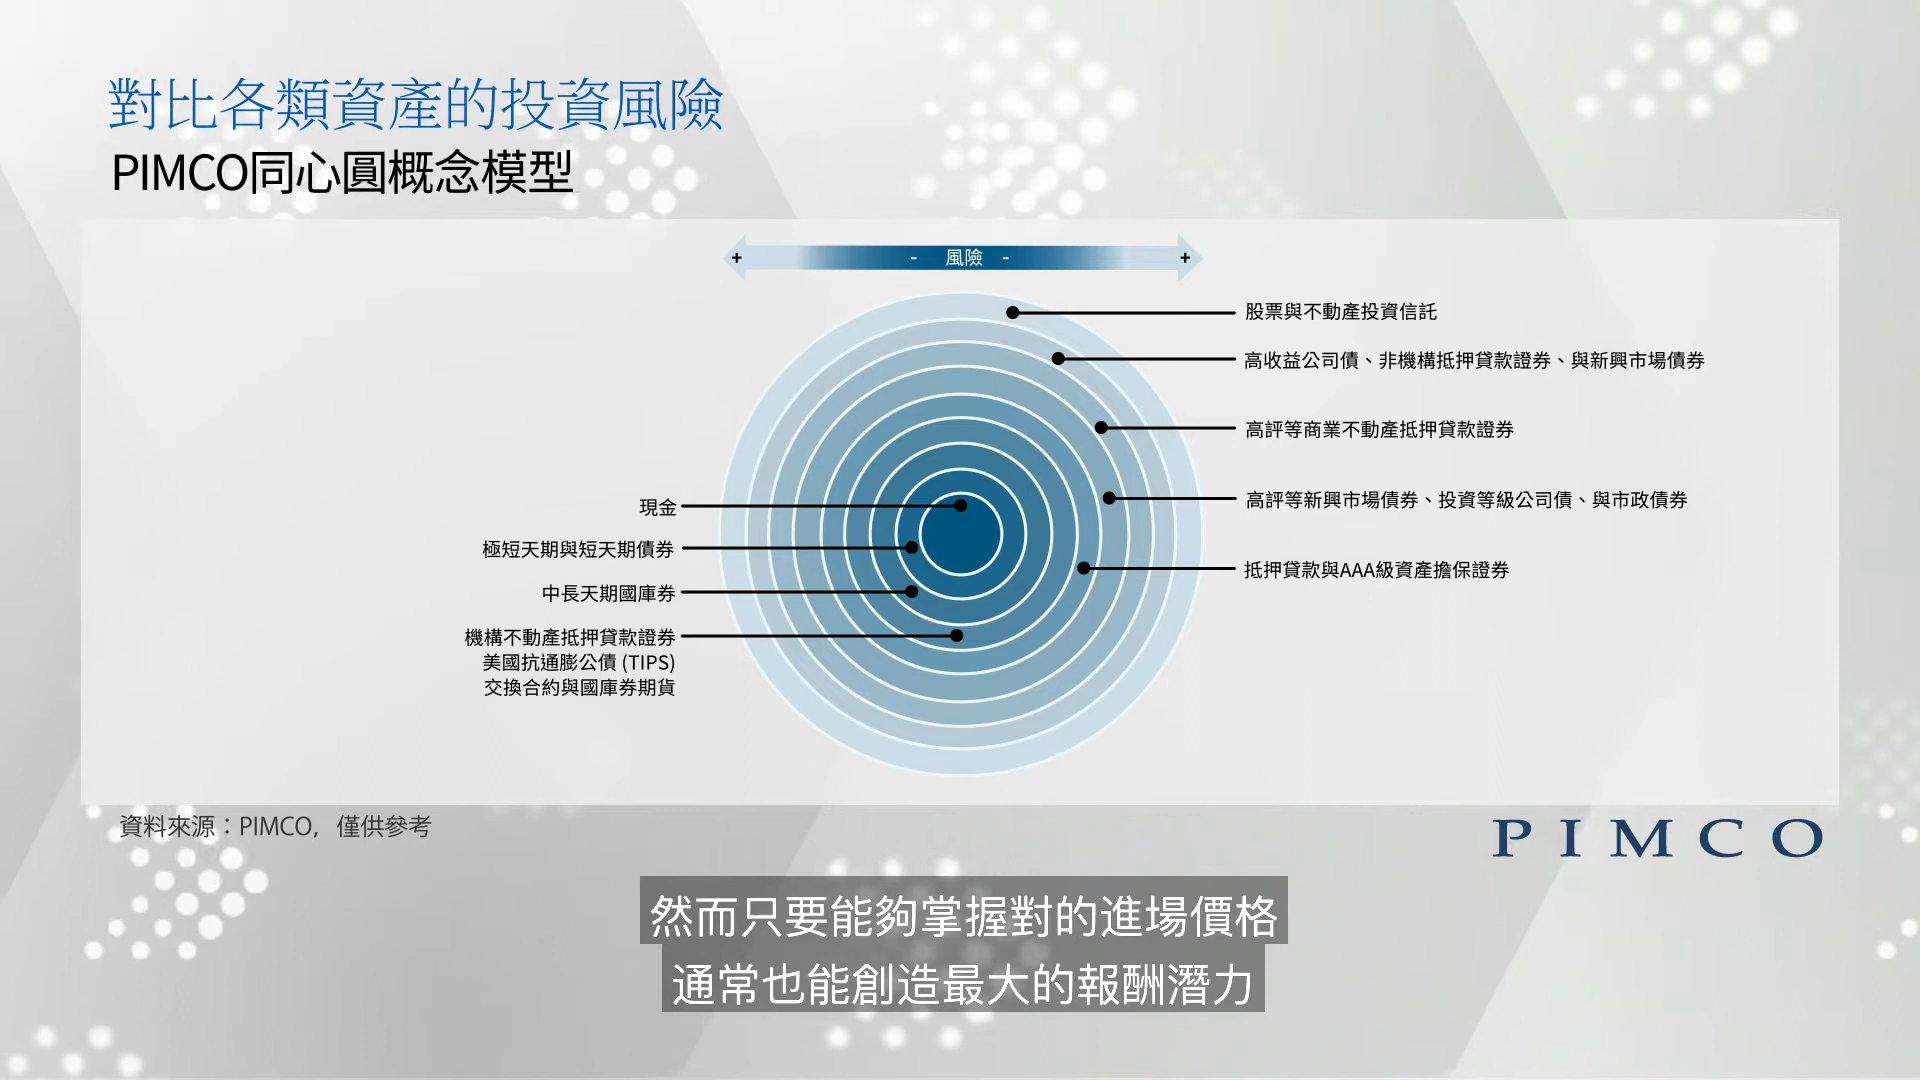 對比各類資產的投資風險
PIMCO同心圓概念模型
+ - 風險 - +
股票與不動產投資信託
高收益公司債、非機構抵押貸款證券、與新興市場債券
高評等商業不動產抵押貸款證券
高評等新興市場債券、投資等級公司債、與市政債券
抵押貸款與AAA級資產擔保證券
現金
極短天期與短天期債券
中長天期國庫券
機構不動產抵押貸款證券
美國抗通膨公債 (TIPS)
交換合約與國庫券期貨
資料來源：PIMCO，僅供參考
PIMCO
然而只要能夠掌握對的進場價格
通常也能創造最大的報酬潛力